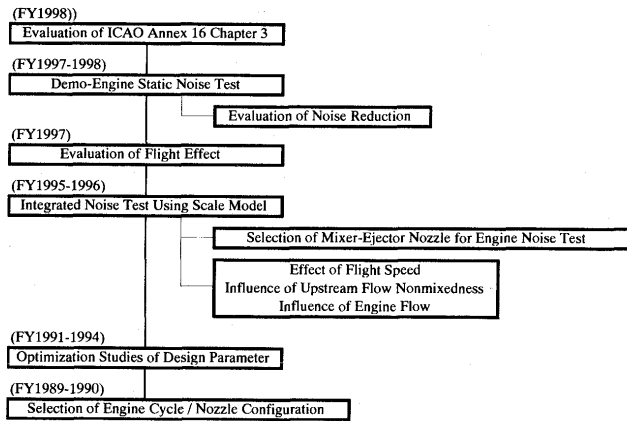 (FY1998))
Evaluation of ICAO Annex 16 Chapter 3
(FY1997-1998)
Demo-Engine Static Noise Test
Evaluation of Noise Reduction
(FY1997)
Evaluation of Flight Effect
(FY1995-1996)
Integrated Noise Test Using Scale Model
Selection of Mixer-Ejector Nozzle for Engine Noise Test
Effect of Flight Speed
Influence of Upstream Flow Nonmixedness
Influence of Engine Flow
(FY1991-1994)
Optimization Studies of Design Parameter
(FY1989-1990)
Selection of Engine Cycle / Nozzle Configuration